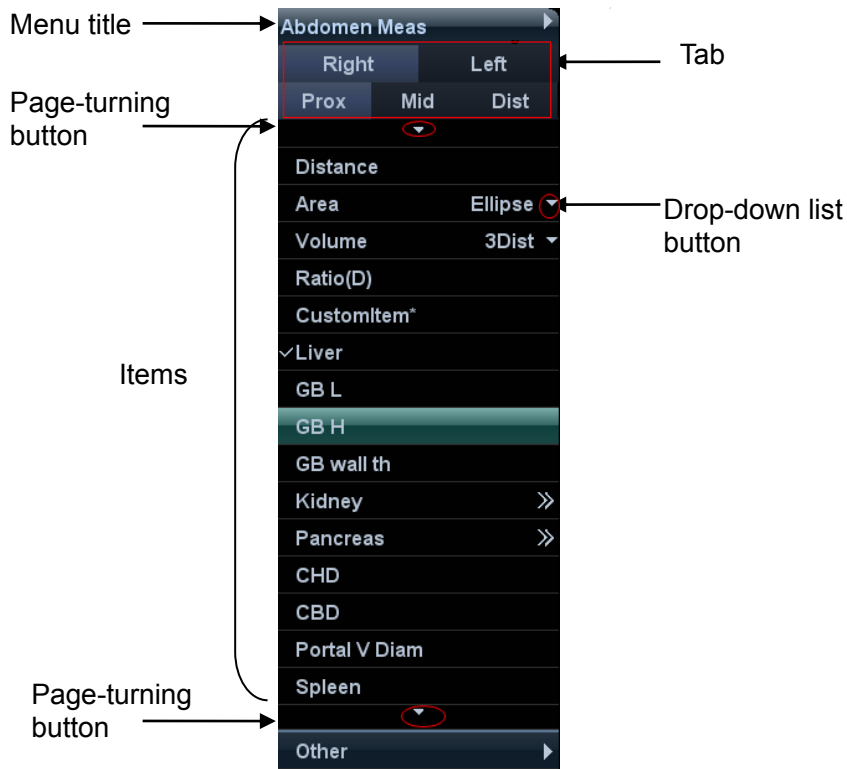 Menu title
Abdomen Meas
Right Left
Tab
Prox Mid Dist
Page-turning
button
Distance
Area Ellipse
Drop-down list
button
Volume 3Dist
Ratio(D)
CustomItem*
✓Liver
Items
GB L
GB H
GB wall th
Kidney »
Pancreas »
CHD
CBD
Portal V Diam
Spleen
Page-turning
button
Other